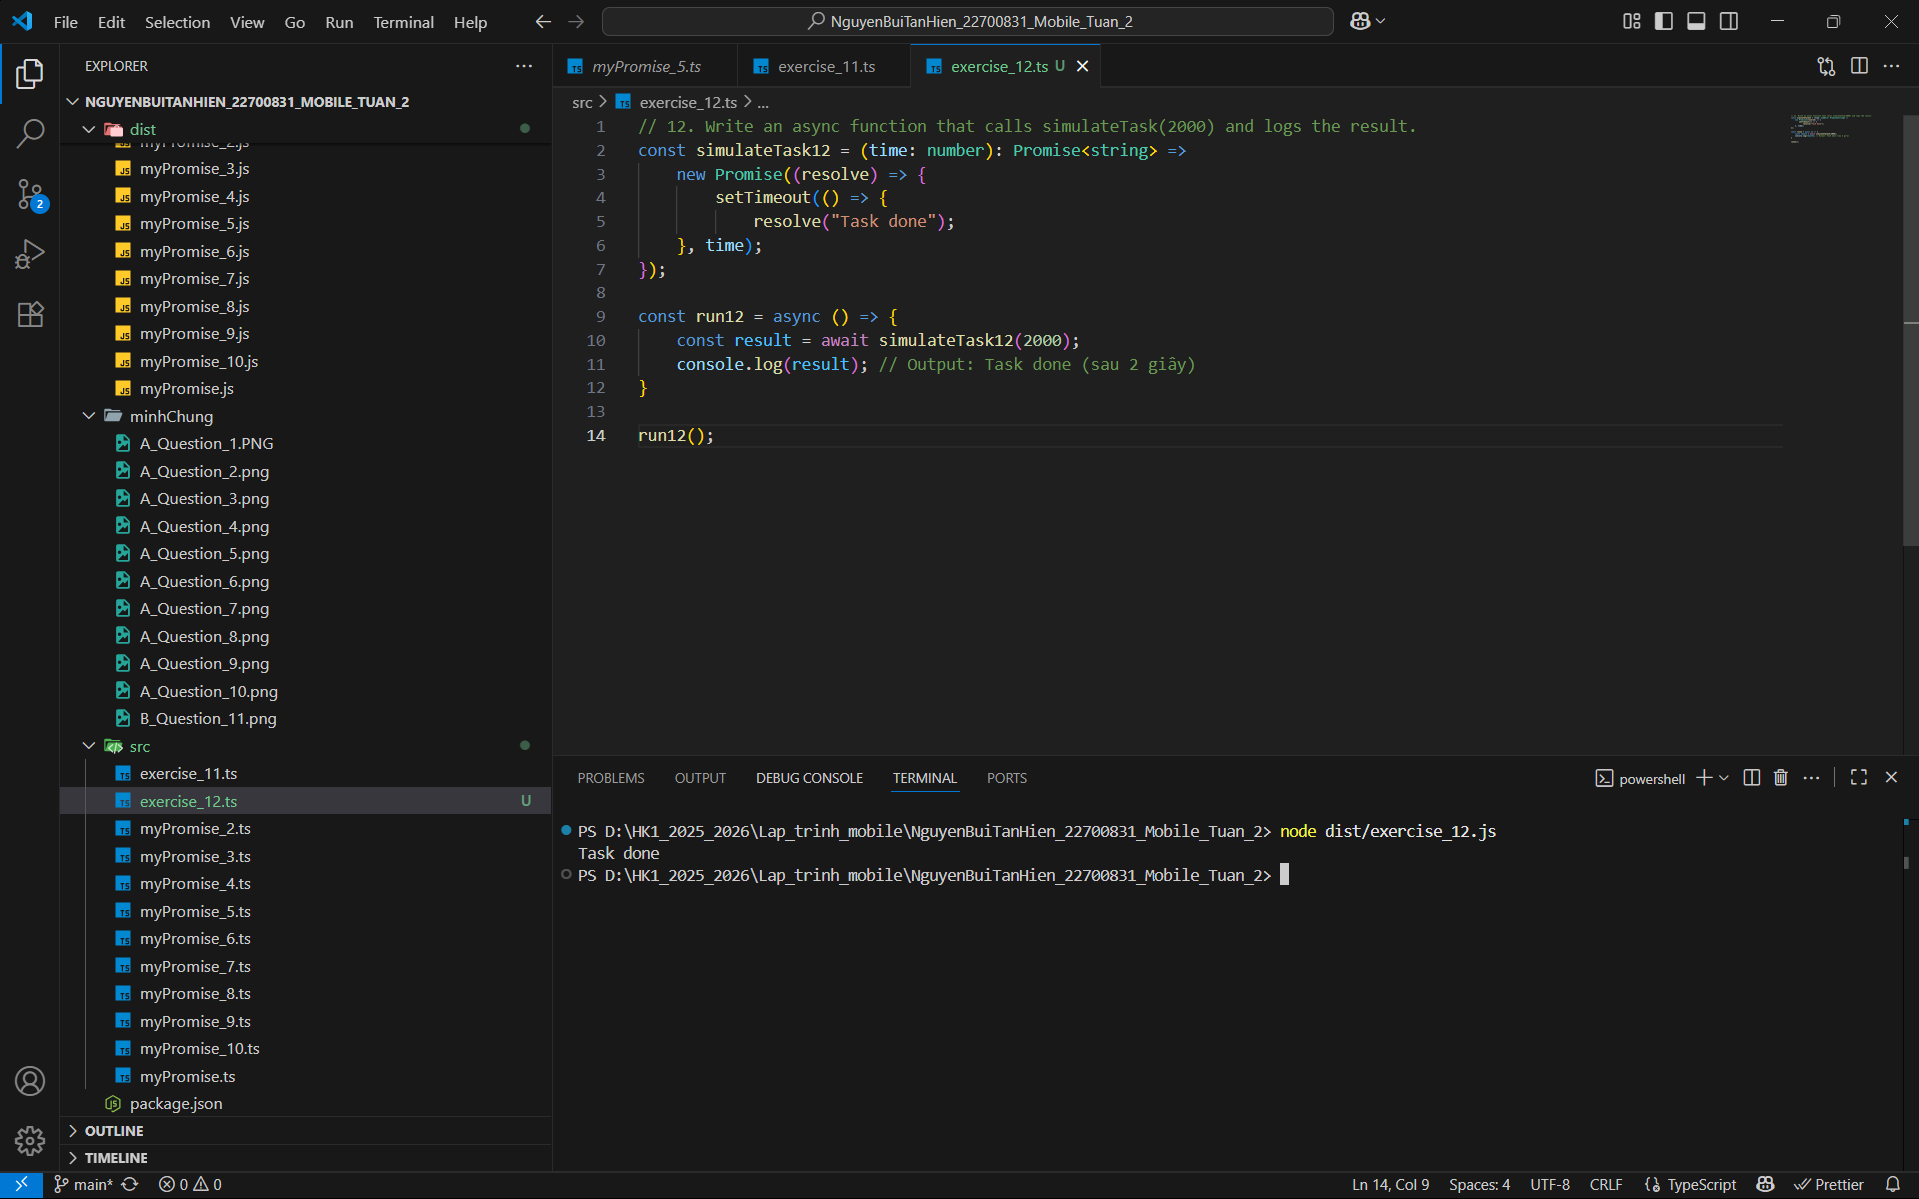 File Edit Selection View Go Run Terminal Help
NguyenBuiTanHien_22700831_Mobile_Tuan_2
EXPLORER
NGUYENBUITANHIEN_22700831_MOBILE_TUAN_2
dist
myPromise_2.js
myPromise_3.js
myPromise_4.js
myPromise_5.js
myPromise_6.js
myPromise_7.js
myPromise_8.js
myPromise_9.js
myPromise_10.js
myPromise.js
minhChung
A_Question_1.PNG
A_Question_2.png
A_Question_3.png
A_Question_4.png
A_Question_5.png
A_Question_6.png
A_Question_7.png
A_Question_8.png
A_Question_9.png
A_Question_10.png
B_Question_11.png
src
exercise_11.ts
exercise_12.ts U
myPromise_2.ts
myPromise_3.ts
myPromise_4.ts
myPromise_5.ts
myPromise_6.ts
myPromise_7.ts
myPromise_8.ts
myPromise_9.ts
myPromise_10.ts
myPromise.ts
package.json
OUTLINE
TIMELINE
2
myPromise_5.ts exercise_11.ts exercise_12.ts U
src > exercise_12.ts > ...
1 // 12. Write an async function that calls simulateTask(2000) and logs the result.
2 const simulateTask12 = (time: number): Promise<string> =>
3 new Promise((resolve) => {
4 setTimeout(() => {
5 resolve("Task done");
6 }, time);
7 });
8
9 const run12 = async () => {
10 const result = await simulateTask12(2000);
11 console.log(result); // Output: Task done (sau 2 giây)
12 }
13
14 run12();
PROBLEMS OUTPUT DEBUG CONSOLE TERMINAL PORTS
powershell
PS D:\HK1_2025_2026\Lap_trinh_mobile\NguyenBuiTanHien_22700831_Mobile_Tuan_2> node dist/exercise_12.js
Task done
PS D:\HK1_2025_2026\Lap_trinh_mobile\NguyenBuiTanHien_22700831_Mobile_Tuan_2>
main* 0 0
Ln 14, Col 9 Spaces: 4 UTF-8 CRLF TypeScript Prettier